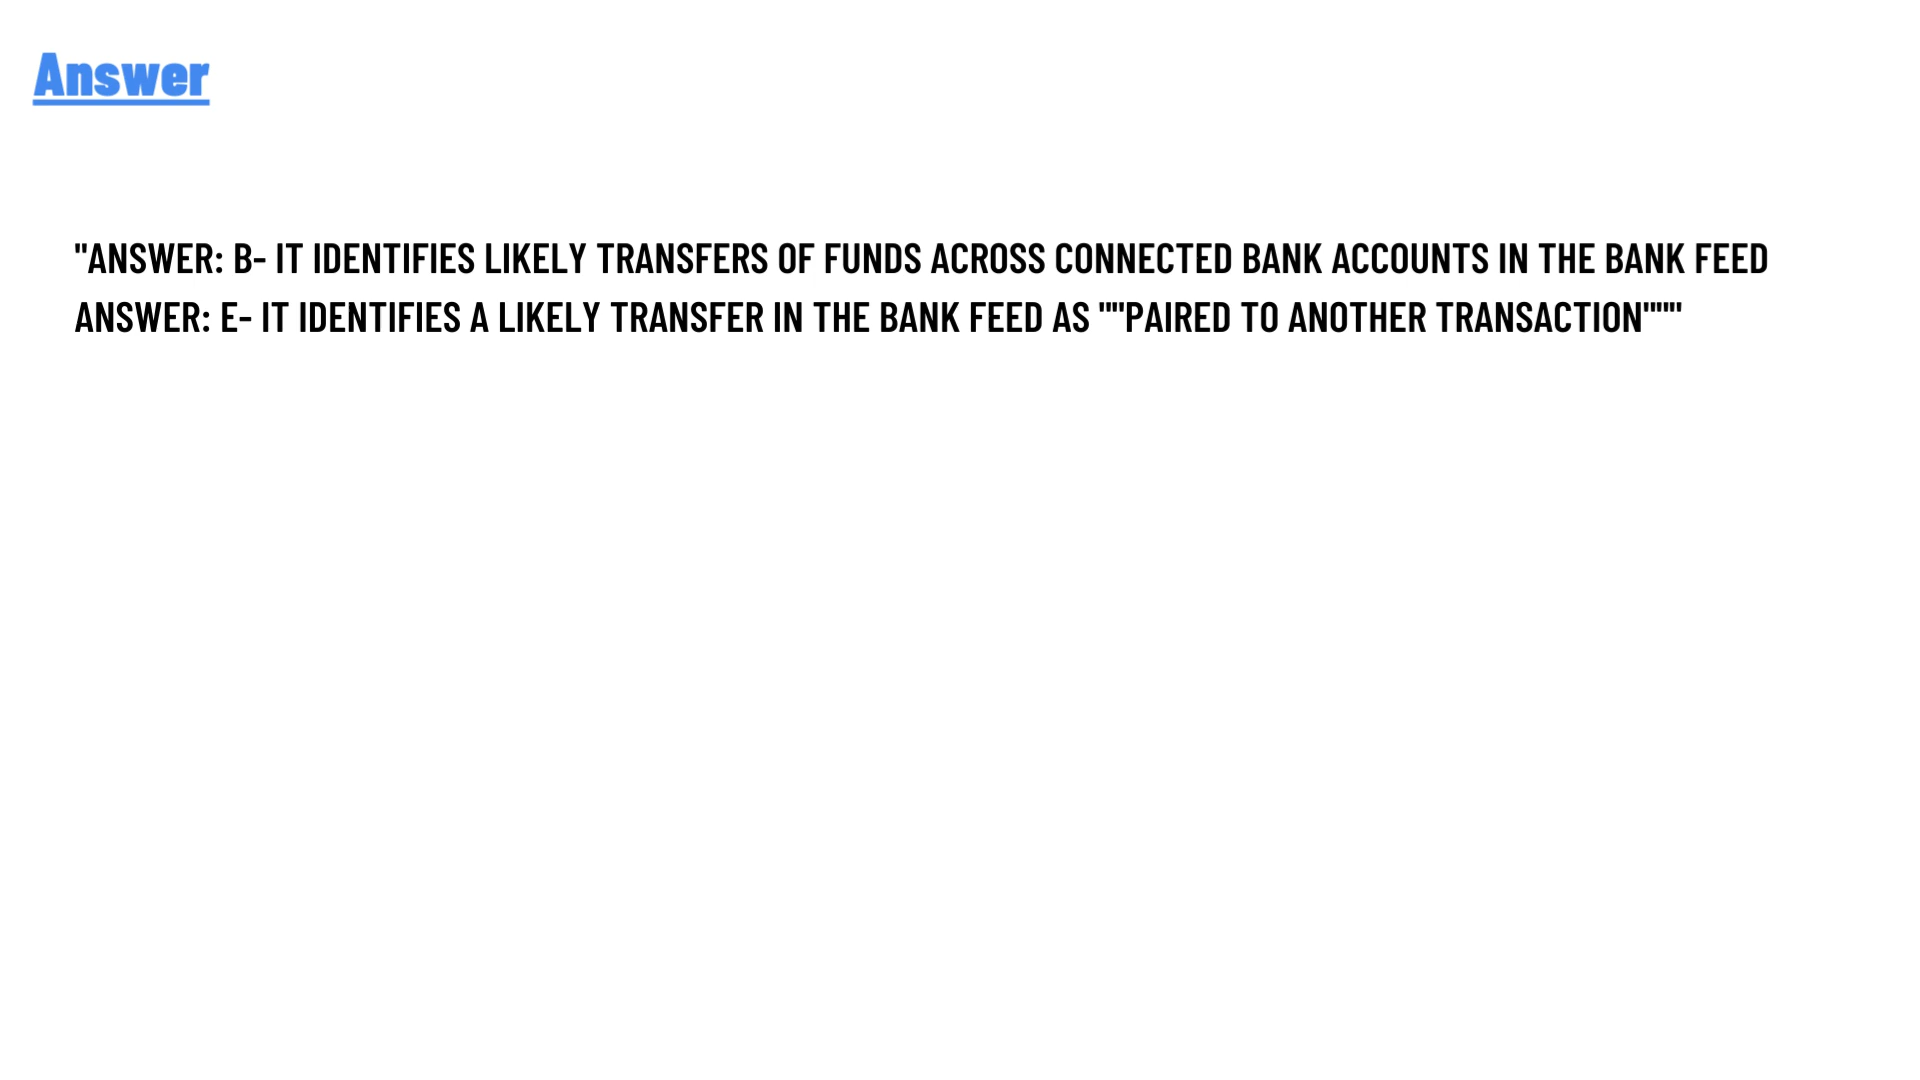 Answer
"ANSWER: B- IT IDENTIFIES LIKELY TRANSFERS OF FUNDS ACROSS CONNECTED BANK ACCOUNTS IN THE BANK FEED
ANSWER: E- IT IDENTIFIES A LIKELY TRANSFER IN THE BANK FEED AS ""PAIRED TO ANOTHER TRANSACTION"""